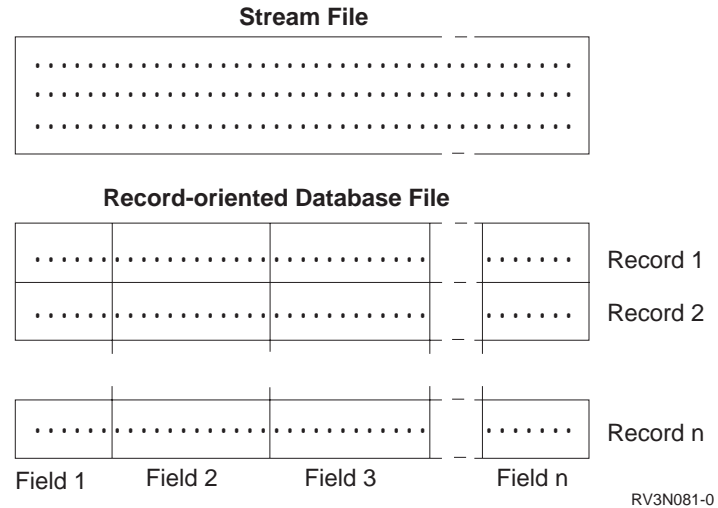 Stream File
Record-oriented Database File
Record 1
Record 2
Record n
Field 1 Field 2 Field 3 Field n
RV3N081-0